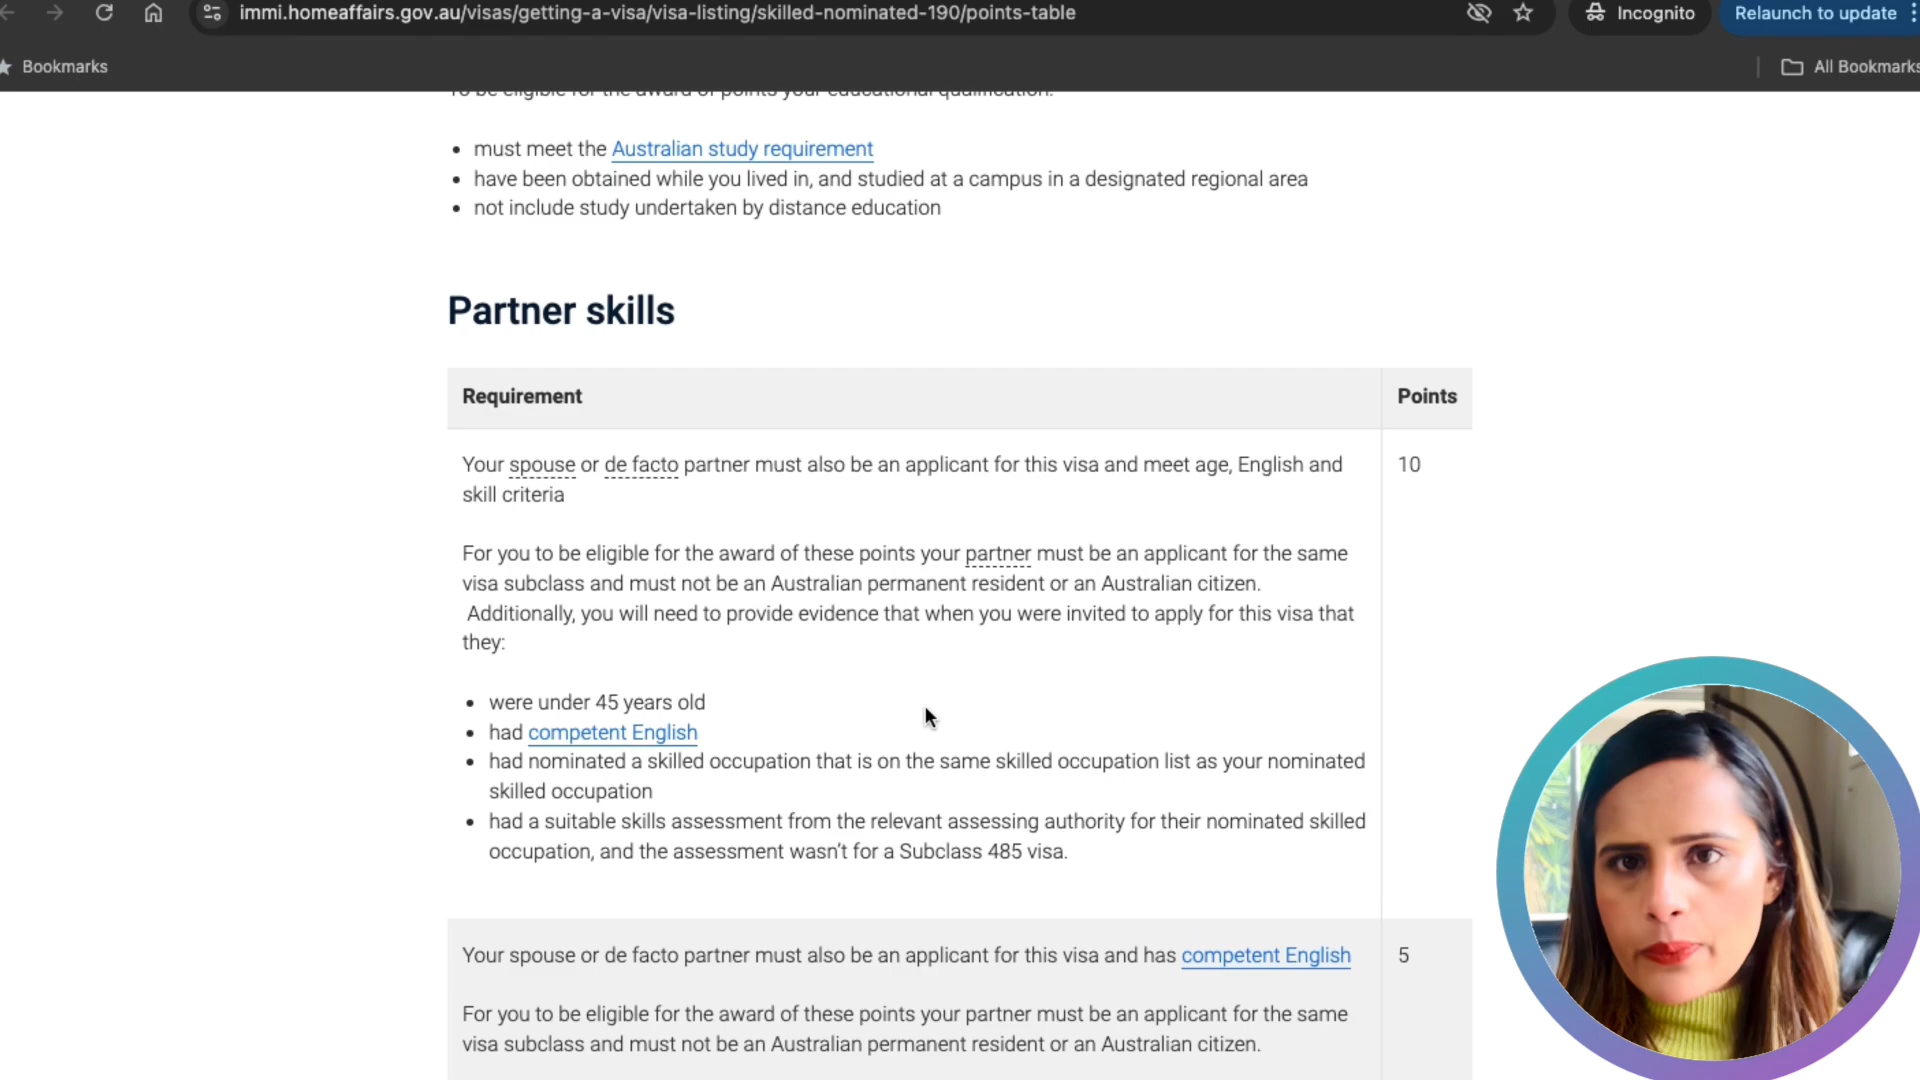 immi.homeaffairs.gov.au/visas/getting-a-visa/visa-listing/skilled-nominated-190/points-table
Incognito
Relaunch to update
Bookmarks
All Bookmarks
To be eligible for the award of points your educational qualification:
must meet the Australian study requirement
have been obtained while you lived in, and studied at a campus in a designated regional area
not include study undertaken by distance education
Partner skills
Requirement
Points
Your spouse or de facto partner must also be an applicant for this visa and meet age, English and
10
skill criteria
For you to be eligible for the award of these points your partner must be an applicant for the same
visa subclass and must not be an Australian permanent resident or an Australian citizen.
Additionally, you will need to provide evidence that when you were invited to apply for this visa that
they:
were under 45 years old
had competent English
had nominated a skilled occupation that is on the same skilled occupation list as your nominated
skilled occupation
had a suitable skills assessment from the relevant assessing authority for their nominated skilled
occupation, and the assessment wasn't for a Subclass 485 visa.
Your spouse or de facto partner must also be an applicant for this visa and has competent English
5
For you to be eligible for the award of these points your partner must be an applicant for the same
visa subclass and must not be an Australian permanent resident or an Australian citizen.